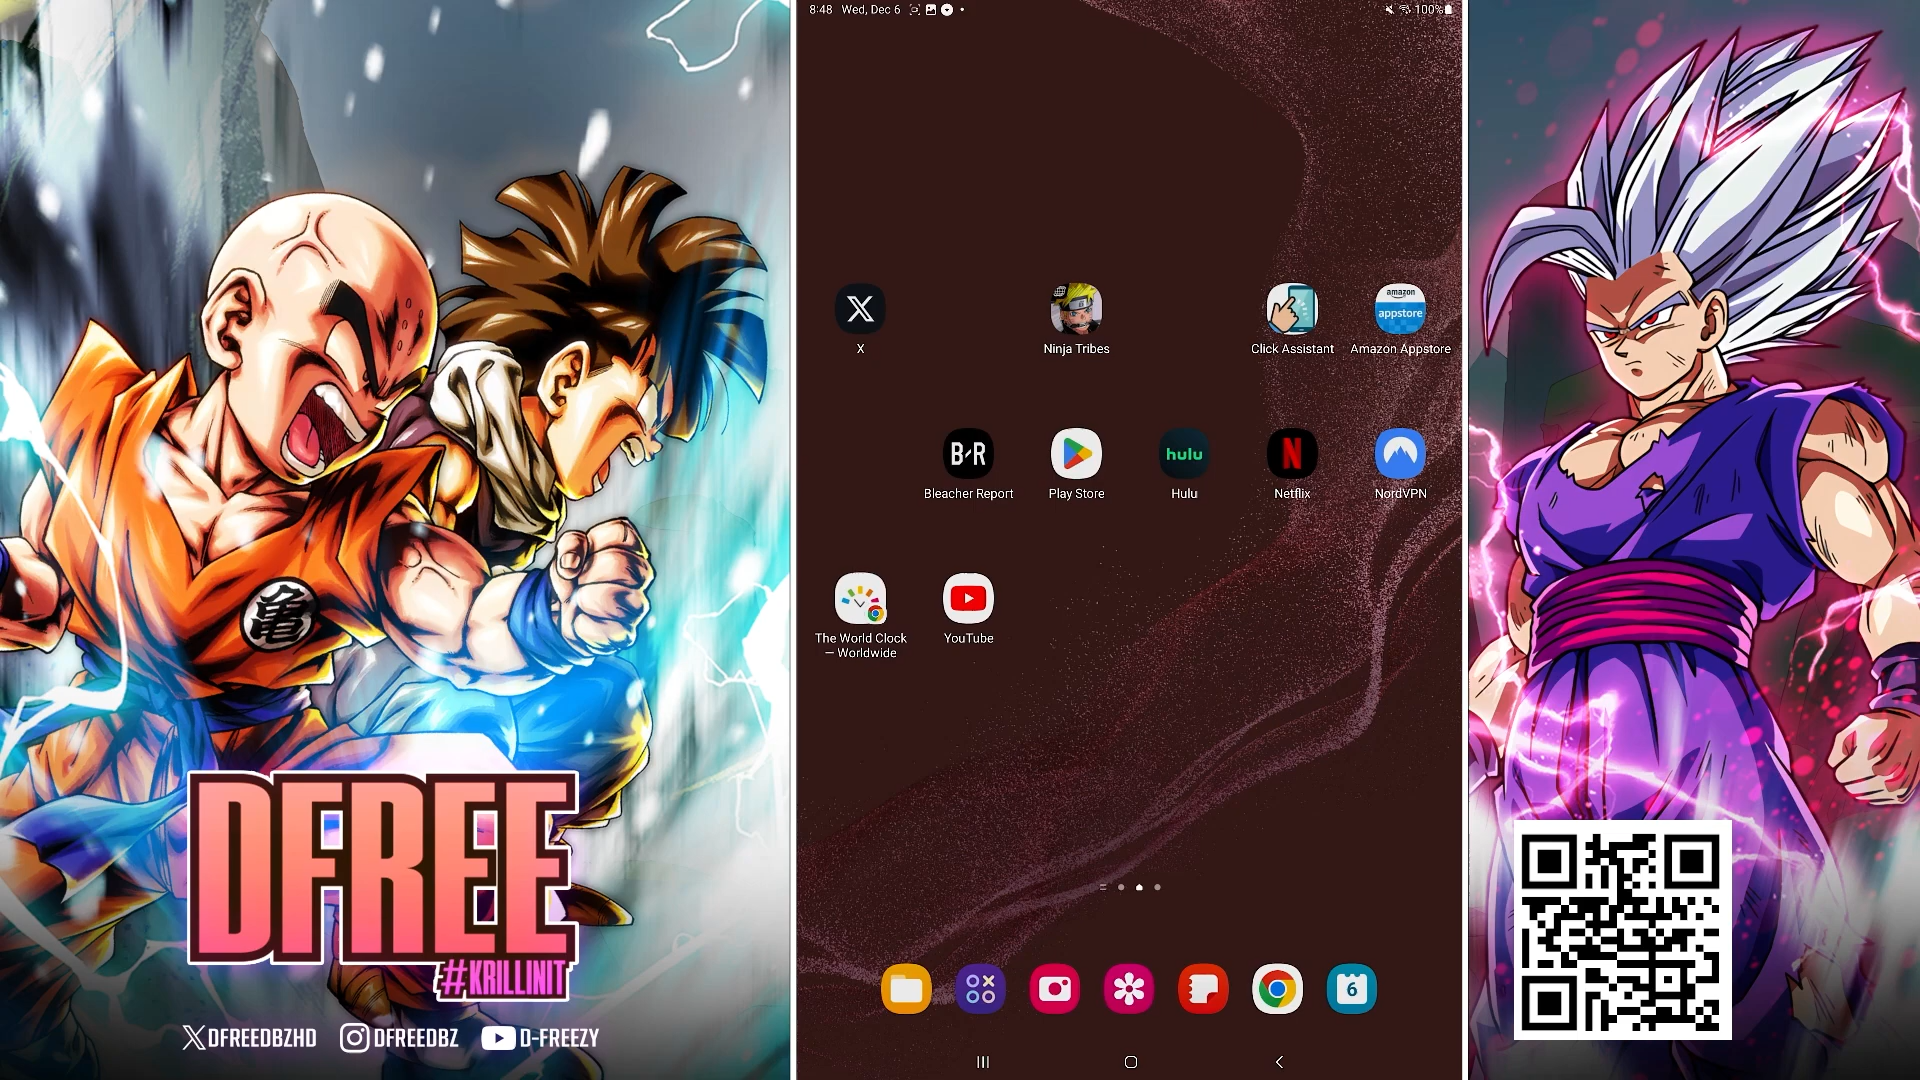 8:48 Wed, Dec 6
100%
X
Ninja Tribes
Click Assistant
amazon
appstore
Amazon Appstore
B-R
Bleacher Report
Play Store
hulu
Hulu
N
Netflix
NordVPN
The World Clock
— Worldwide
YouTube
6
亀
DFREE
#KRILLINIT
DFREEDBZHD
DFREEDBZ
D-FREEZY